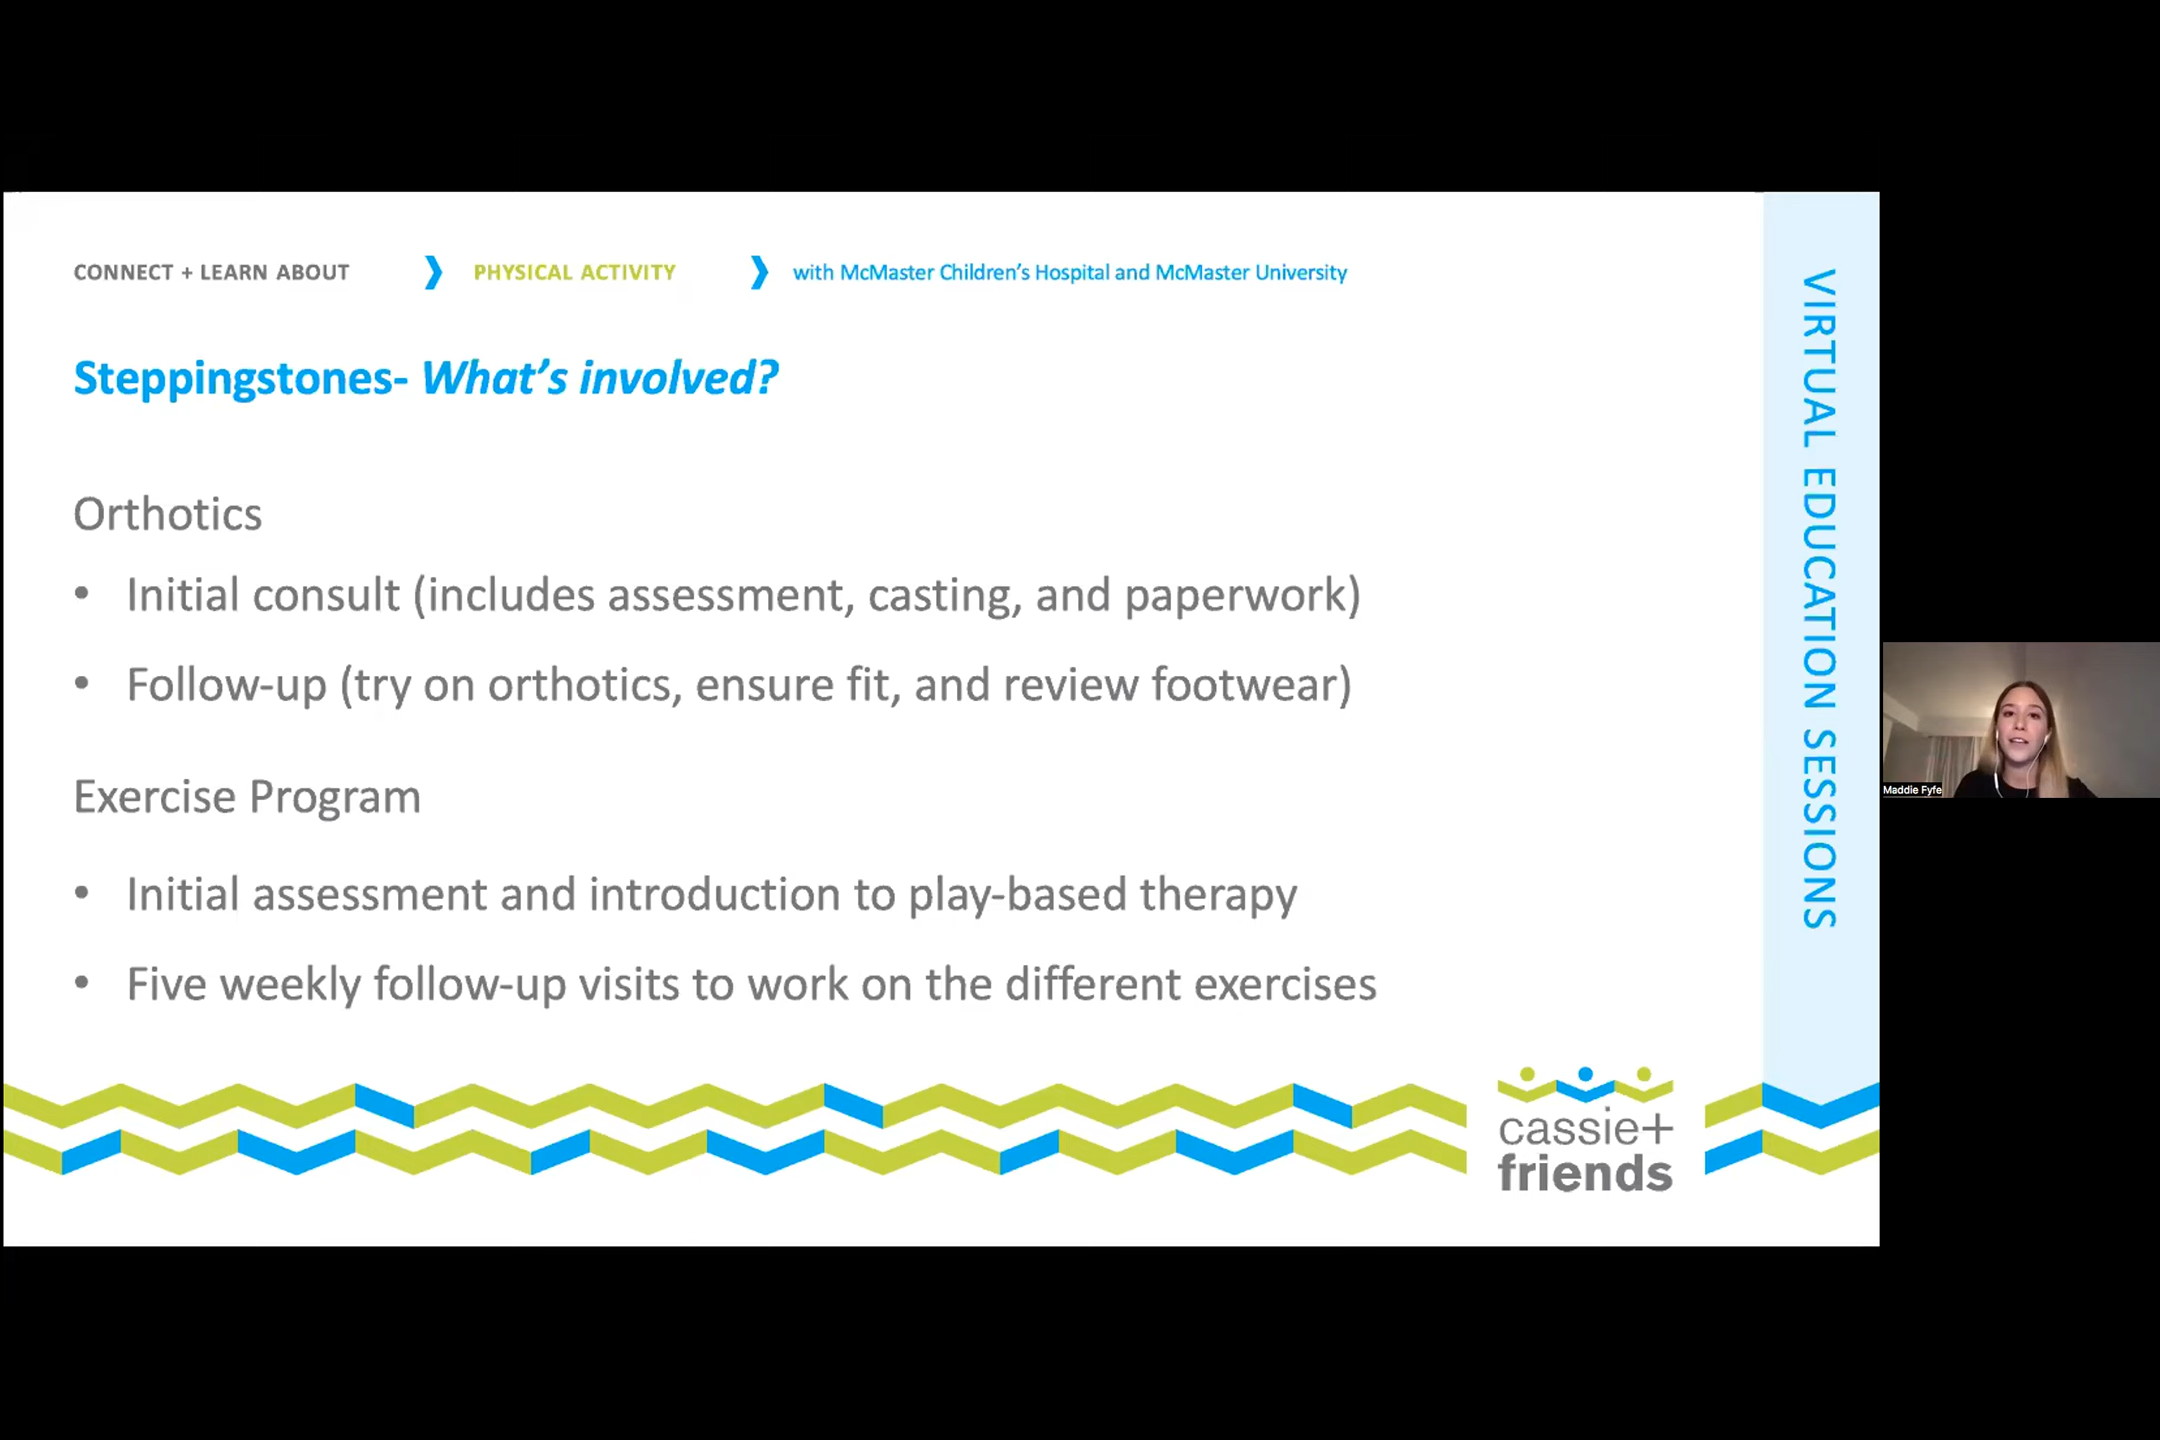 CONNECT + LEARN ABOUT
PHYSICAL ACTIVITY
with McMaster Children’s Hospital and McMaster University
Steppingstones- What’s involved?
Orthotics
• Initial consult (includes assessment, casting, and paperwork)
• Follow-up (try on orthotics, ensure fit, and review footwear)
Exercise Program
• Initial assessment and introduction to play-based therapy
• Five weekly follow-up visits to work on the different exercises
cassie+
friends
VIRTUAL EDUCATION SESSIONS
Maddie Fyfe